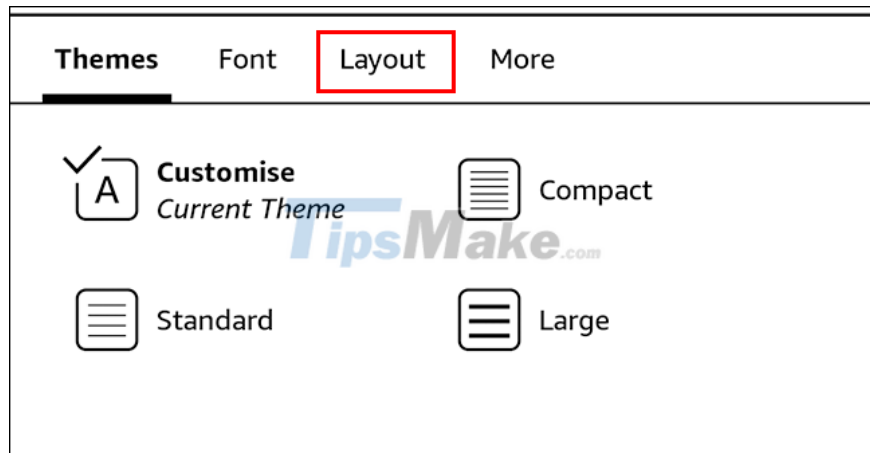 Themes Font Layout More
A Customise
Current Theme
Compact
TipsMake.com
Standard
Large